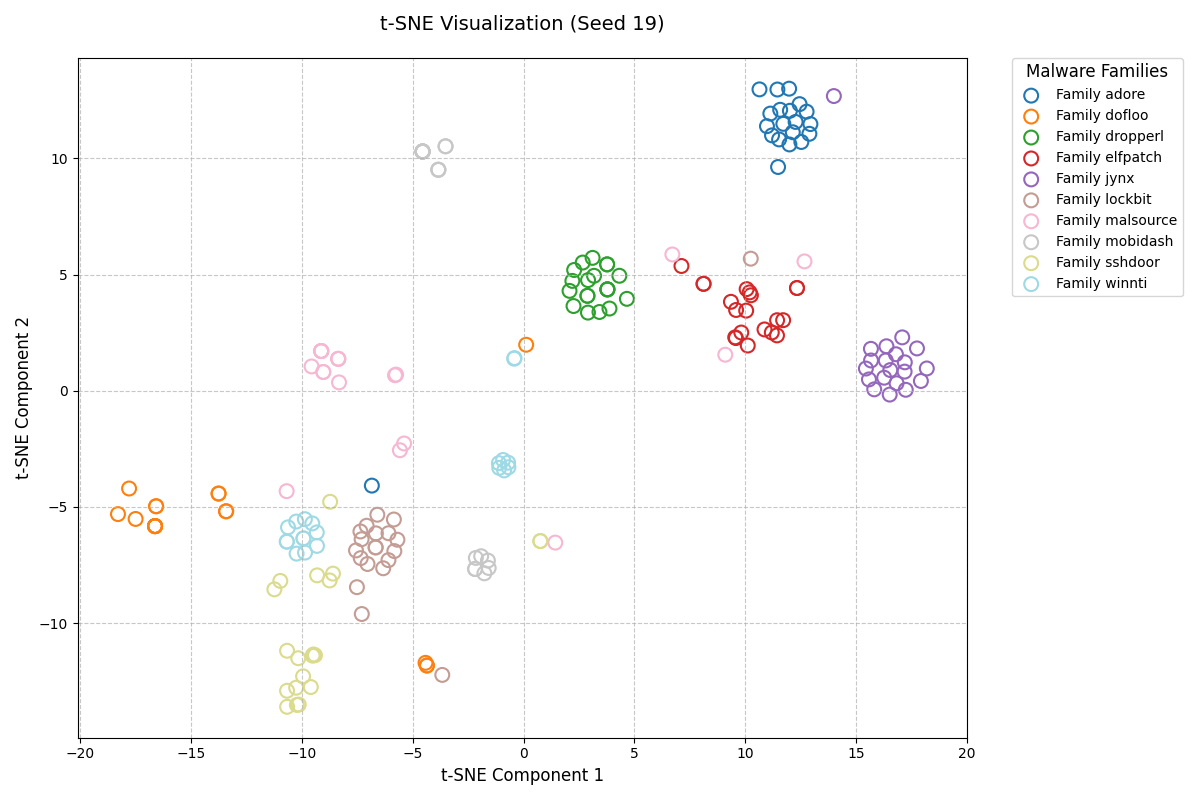 t-SNE Visualization (Seed 19)
Malware Families
Family adore
Family dofloo
Family dropperl
Family elfpatch
Family jynx
Family lockbit
Family malsource
Family mobidash
Family sshdoor
Family winnti
t-SNE Component 2
10
5
0
−5
−10
−20
−15
−10
−5
0
5
10
15
20
t-SNE Component 1